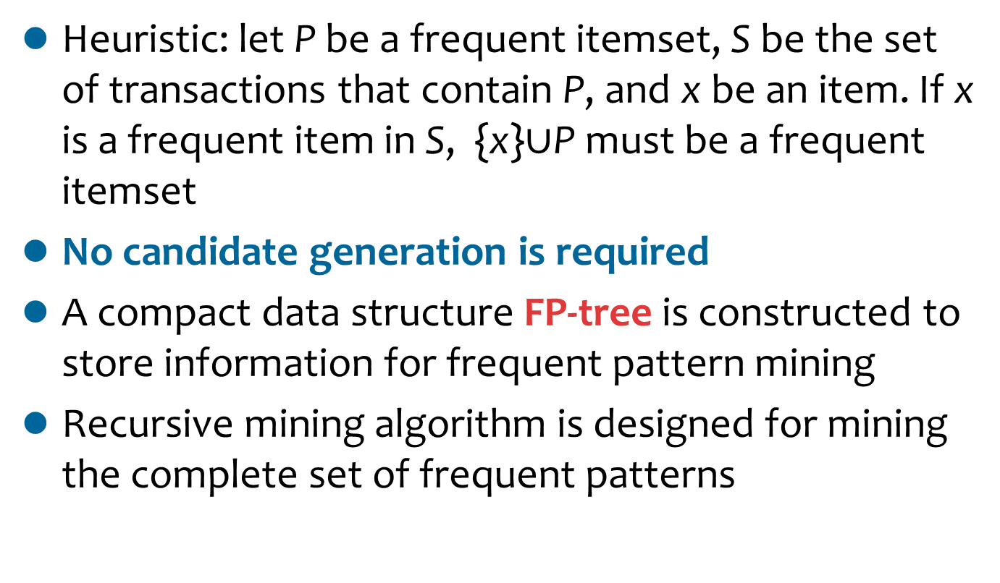 ● Heuristic: let P be a frequent itemset, S be the set
of transactions that contain P, and x be an item. If x
is a frequent item in S, {x}∪P must be a frequent
itemset
● No candidate generation is required
● A compact data structure FP-tree is constructed to
store information for frequent pattern mining
● Recursive mining algorithm is designed for mining
the complete set of frequent patterns